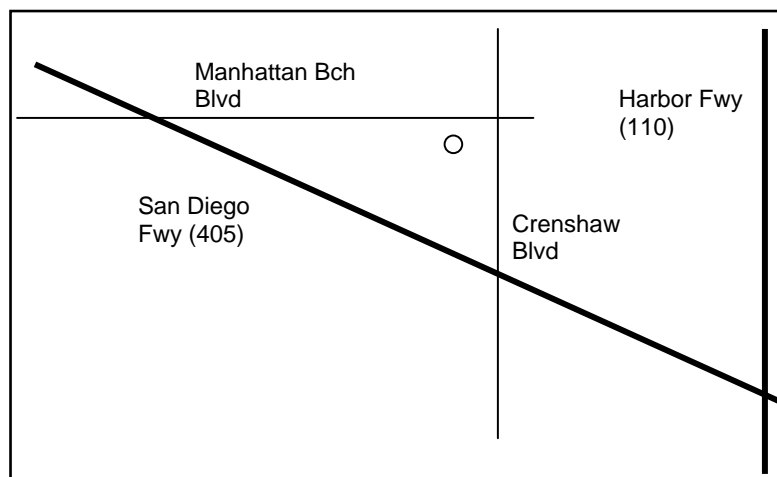 Manhattan Bch
Blvd
Harbor Fwy
(110)
San Diego
Fwy (405)
Crenshaw
Blvd